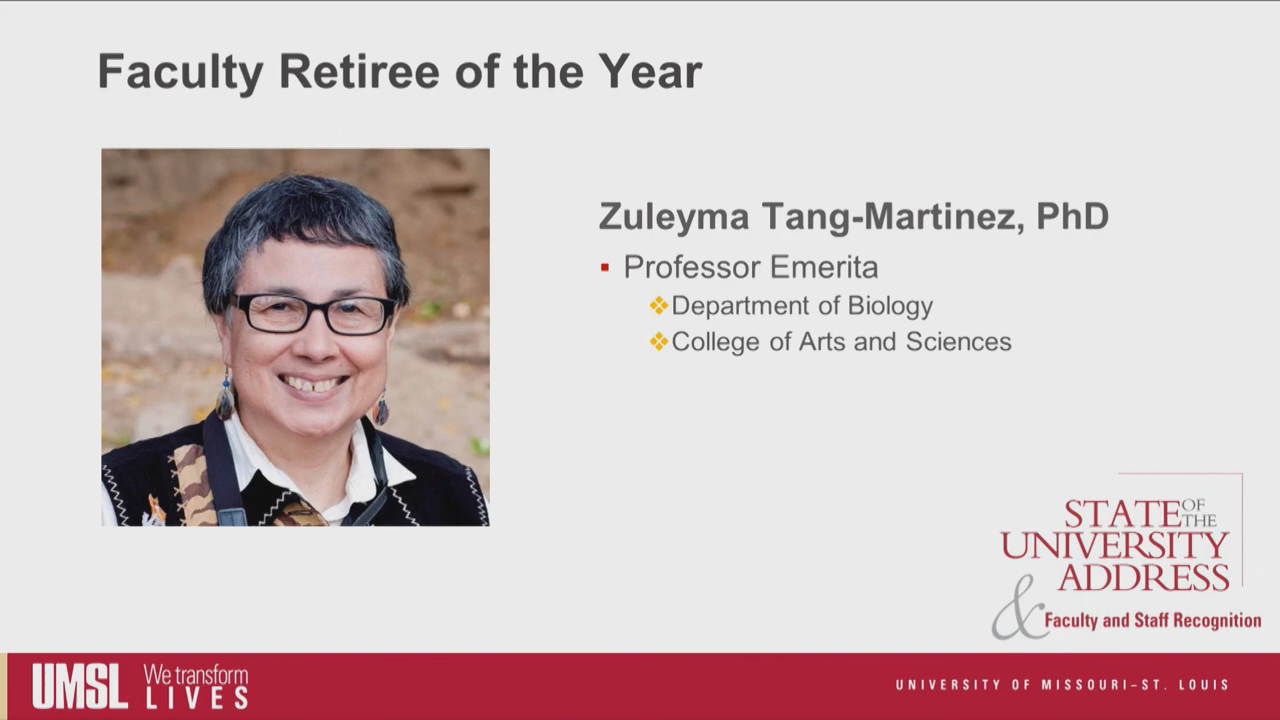 Faculty Retiree of the Year
Zuleyma Tang-Martinez, PhD
Professor Emerita
Department of Biology
College of Arts and Sciences
STATE OF THE
UNIVERSITY
ADDRESS
& Faculty and Staff Recognition
UMSL We transform LIVES
UNIVERSITY OF MISSOURI–ST. LOUIS